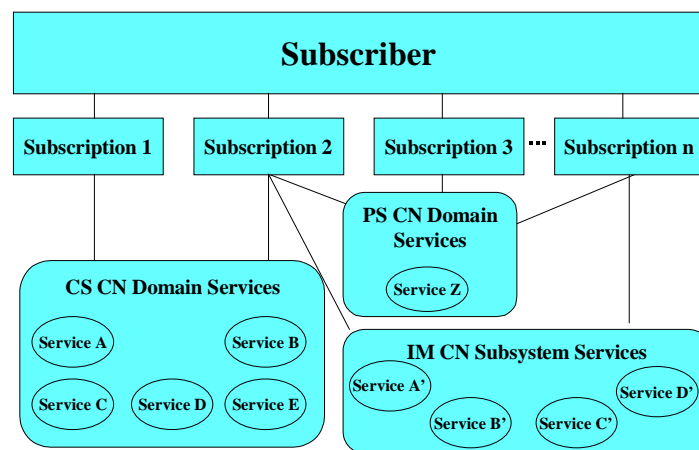 Subscriber
Subscription 1
Subscription 2
Subscription 3
...
Subscription n
PS CN Domain
Services
Service Z
CS CN Domain Services
Service A
Service B
Service C
Service D
Service E
IM CN Subsystem Services
Service A’
Service B’
Service C’
Service D’